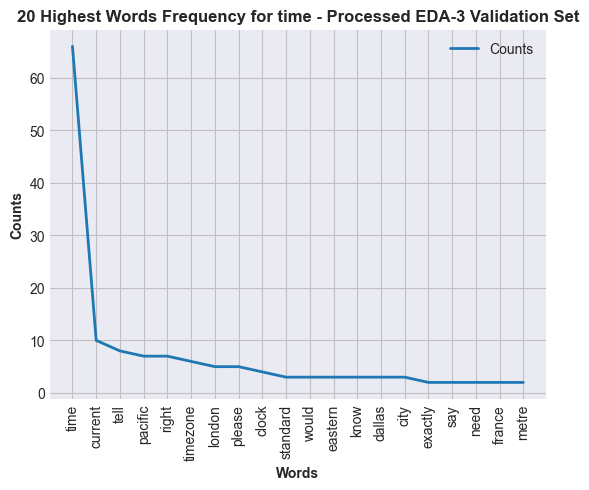 20 Highest Words Frequency for time - Processed EDA-3 Validation Set
Counts
60
50
40
30
20
10
0
Counts
time
current
tell
pacific
right
timezone
london
please
clock
standard
would
eastern
know
dallas
city
exactly
say
need
france
metre
Words